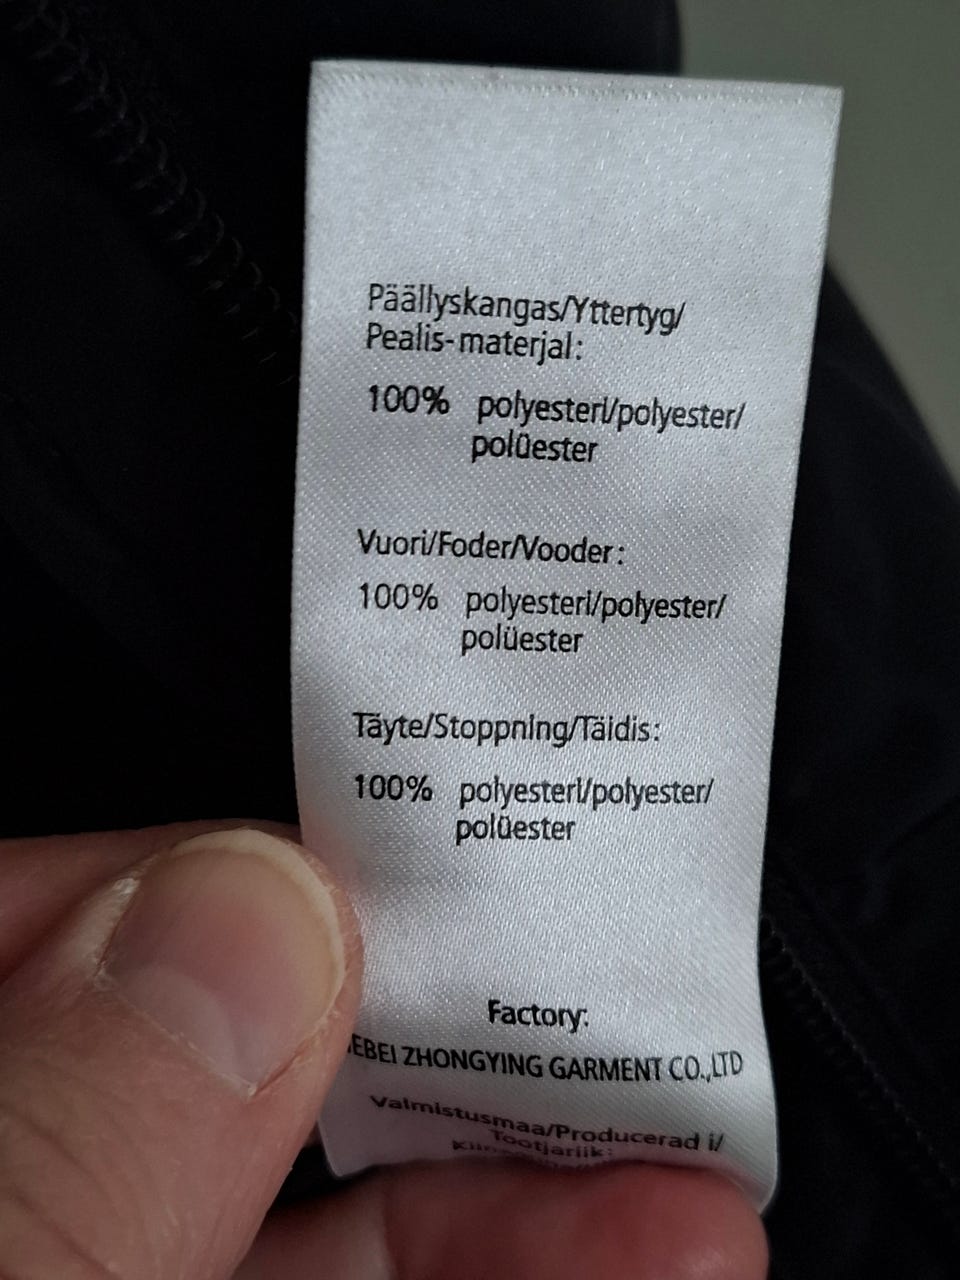 Päällyskangas/Yttertyg/
Pealis-materjal:
100% polyesteri/polyester/
polüester
Vuori/Foder/Vooder:
100% polyesteri/polyester/
polüester
Täyte/Stoppning/Täidis:
100% polyesteri/polyester/
polüester
Factory:
EBEI ZHONGYING GARMENT CO.,LTD
Valmistusmaa/Producerad i/
Tootjariik: